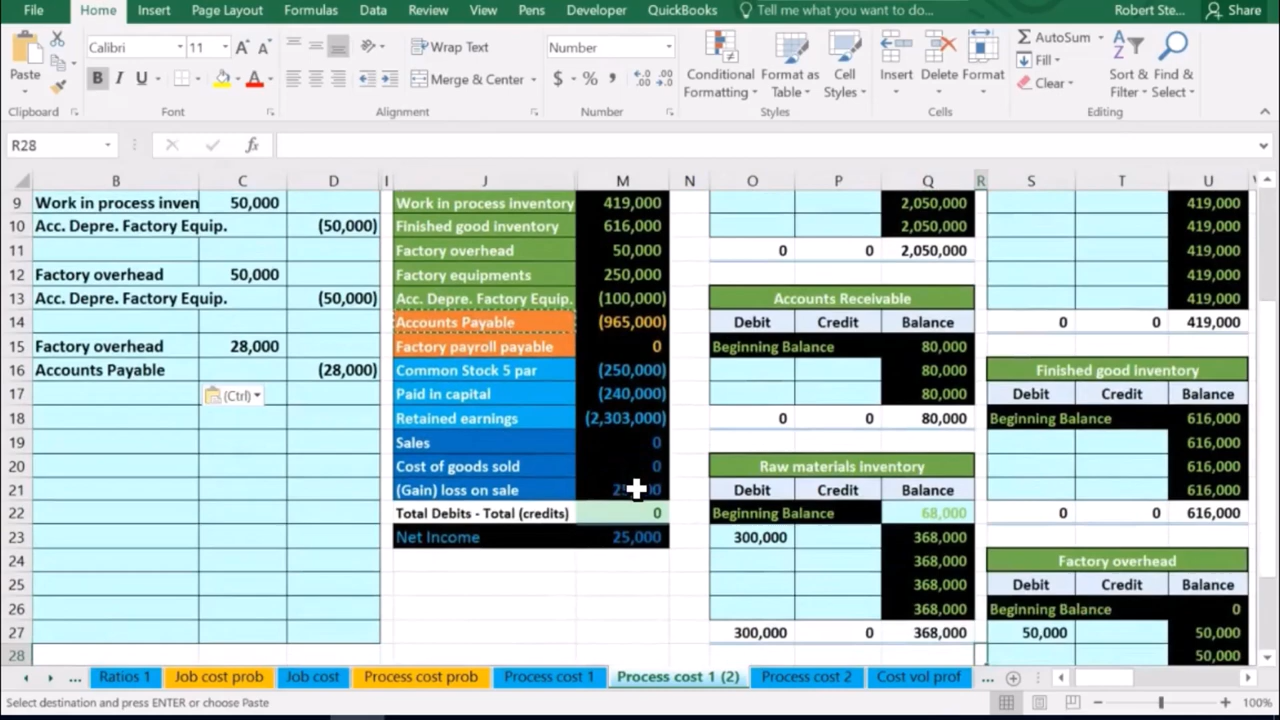 File Home Insert Page Layout Formulas Data Review View Pens Developer QuickBooks Tell me what you want to do... Robert Ste... Share
Calibri 11 Wrap Text Number AutoSum
Paste B I U Merge & Center $ % Conditional Formatting Format as Table Cell Styles Insert Delete Format Fill Clear Sort & Filter Find & Select
Clipboard Font Alignment Number Styles Cells Editing
R28 fx
B C D I J M N O P Q R S T U
9 Work in process inven 50,000 Work in process inventory 419,000 2,050,000 419,000
10 Acc. Depre. Factory Equip. (50,000) Finished good inventory 616,000 2,050,000 419,000
11 Factory overhead 50,000 0 0 2,050,000 419,000
12 Factory overhead 50,000 Factory equipments 250,000 419,000
13 Acc. Depre. Factory Equip. (50,000) Acc. Depre. Factory Equip. (100,000) Accounts Receivable 419,000
14 Accounts Payable (965,000) Debit Credit Balance 0 0 419,000
15 Factory overhead 28,000 Factory payroll payable 0 Beginning Balance 80,000
16 Accounts Payable (28,000) Common Stock 5 par (250,000) 80,000 Finished good inventory
17 (Ctrl) Paid in capital (240,000) 80,000 Debit Credit Balance
18 Retained earnings (2,303,000) 0 0 80,000 Beginning Balance 616,000
19 Sales 0 616,000
20 Cost of goods sold 0 Raw materials inventory 616,000
21 (Gain) loss on sale Debit Credit Balance 616,000
22 Total Debits - Total (credits) 0 Beginning Balance 68,000 0 0 616,000
23 Net Income 25,000 300,000 368,000
24 368,000 Factory overhead
25 368,000 Debit Credit Balance
26 368,000 Beginning Balance 0
27 300,000 0 368,000 50,000 50,000
28 50,000
... Ratios 1 Job cost prob Job cost Process cost prob Process cost 1 Process cost 1 (2) Process cost 2 Cost vol prof ...
Select destination and press ENTER or choose Paste 100%